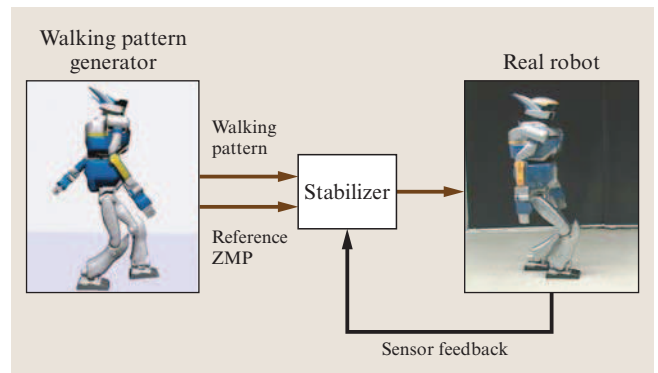 Walking pattern
generator
Real robot
Walking
pattern
Stabilizer
Reference
ZMP
Sensor feedback